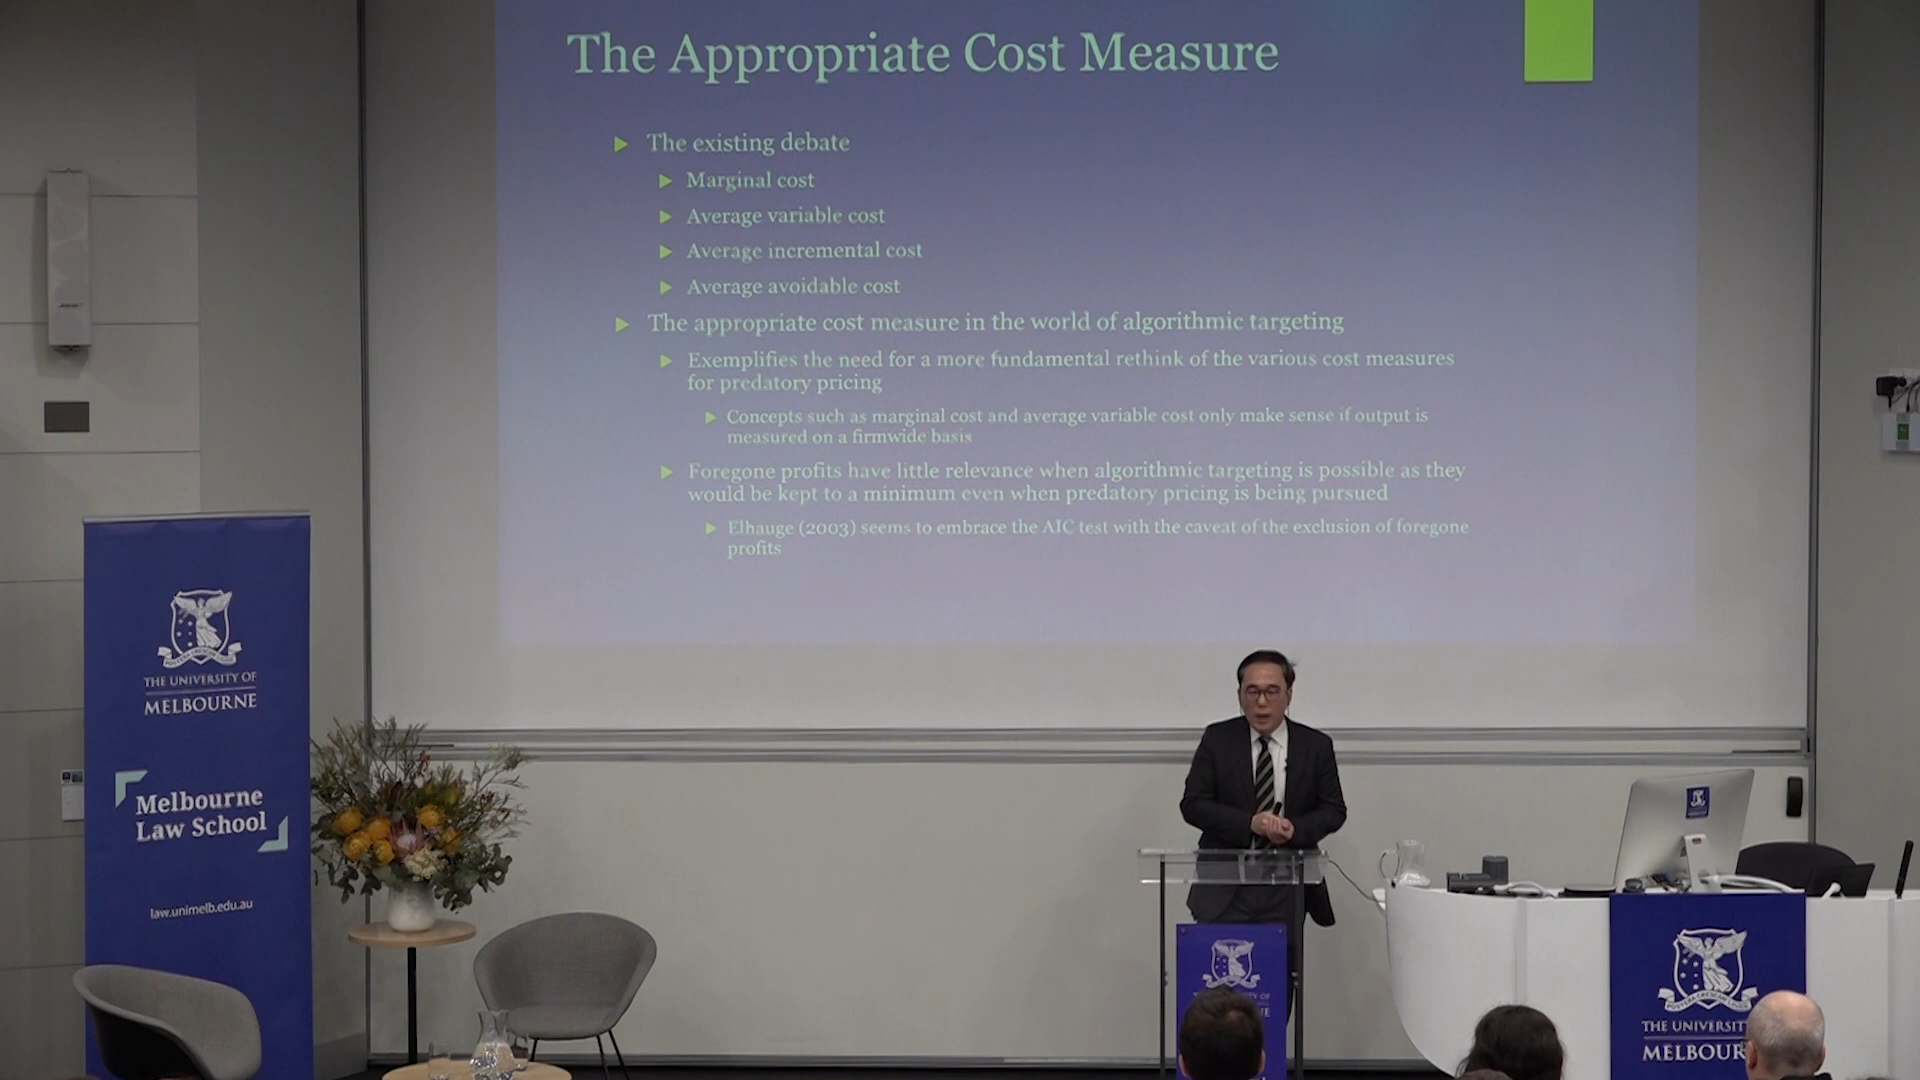 The Appropriate Cost Measure
The existing debate
Marginal cost
Average variable cost
Average incremental cost
Average avoidable cost
The appropriate cost measure in the world of algorithmic targeting
Exemplifies the need for a more fundamental rethink of the various cost measures
for predatory pricing
Concepts such as marginal cost and average variable cost only make sense if output is
measured on a firmwide basis
Foregone profits have little relevance when algorithmic targeting is possible as they
would be kept to a minimum even when predatory pricing is being pursued
Elhauge (2003) seems to embrace the AIC test with the caveat of the exclusion of foregone
profits
THE UNIVERSITY OF
MELBOURNE
Melbourne
Law School
law.unimelb.edu.au
THE UNIVERSIT
MELBOUR